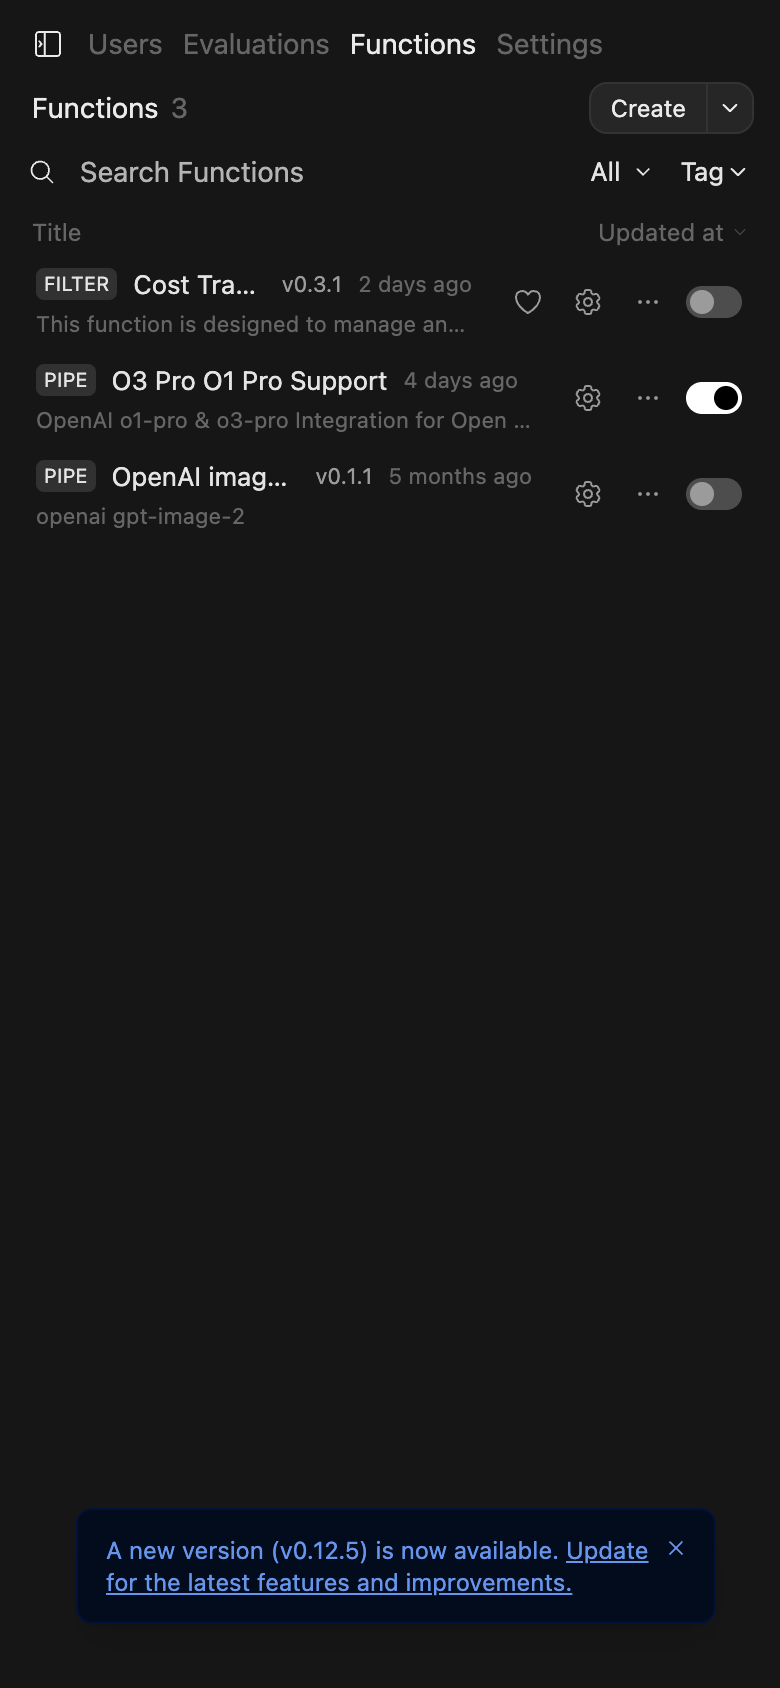 Users Evaluations Functions Settings
Functions 3 Create
Search Functions All Tag
Title Updated at
FILTER Cost Tra... v0.3.1 2 days ago
This function is designed to manage an...
PIPE O3 Pro O1 Pro Support 4 days ago
OpenAI o1-pro & o3-pro Integration for Open ...
PIPE OpenAI imag... v0.1.1 5 months ago
openai gpt-image-2
A new version (v0.12.5) is now available. Update
for the latest features and improvements.